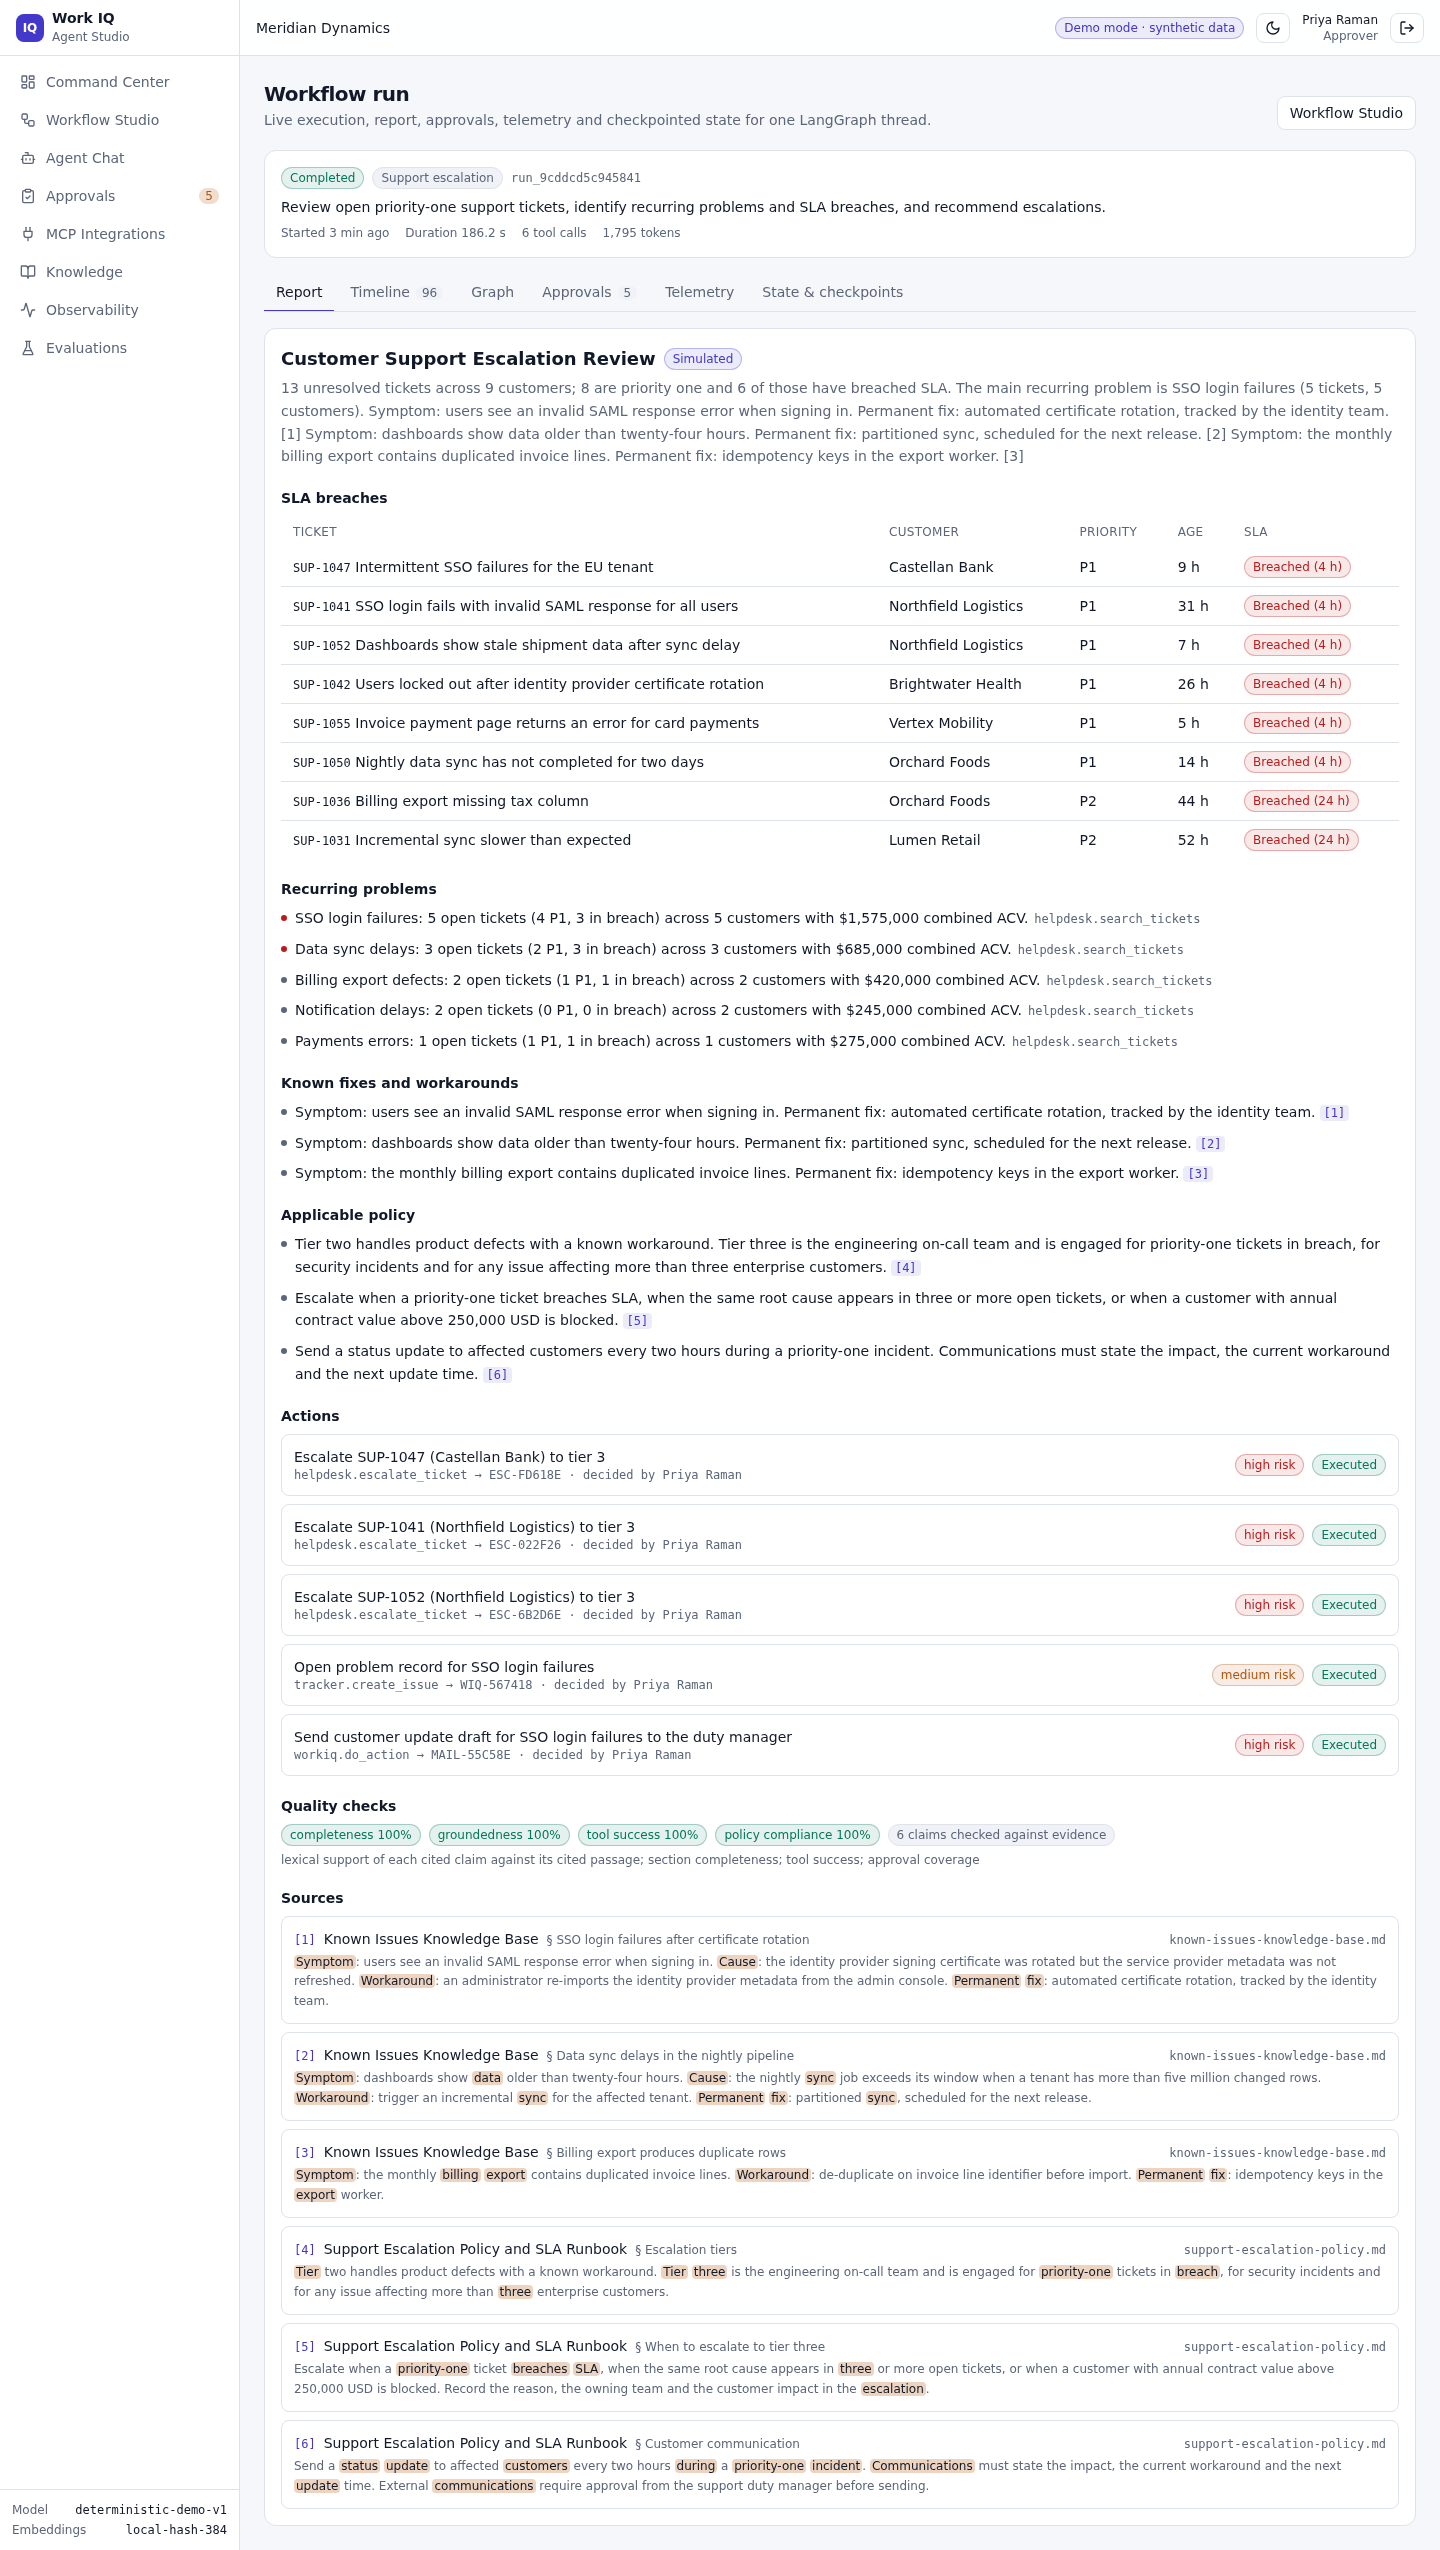 IQ
Work IQ
Agent Studio
Meridian Dynamics
Demo mode · synthetic data
Priya Raman
Approver
Command Center
Workflow Studio
Agent Chat
Approvals 5
MCP Integrations
Knowledge
Observability
Evaluations
Workflow run
Live execution, report, approvals, telemetry and checkpointed state for one LangGraph thread.
Workflow Studio
Completed Support escalation run_9cddcd5c945841
Review open priority-one support tickets, identify recurring problems and SLA breaches, and recommend escalations.
Started 3 min ago Duration 186.2 s 6 tool calls 1,795 tokens
Report Timeline 96 Graph Approvals 5 Telemetry State & checkpoints
Customer Support Escalation Review Simulated
13 unresolved tickets across 9 customers; 8 are priority one and 6 of those have breached SLA. The main recurring problem is SSO login failures (5 tickets, 5
customers). Symptom: users see an invalid SAML response error when signing in. Permanent fix: automated certificate rotation, tracked by the identity team.
[1] Symptom: dashboards show data older than twenty-four hours. Permanent fix: partitioned sync, scheduled for the next release. [2] Symptom: the monthly
billing export contains duplicated invoice lines. Permanent fix: idempotency keys in the export worker. [3]
SLA breaches
TICKET CUSTOMER PRIORITY AGE SLA
SUP-1047 Intermittent SSO failures for the EU tenant Castellan Bank P1 9 h Breached (4 h)
SUP-1041 SSO login fails with invalid SAML response for all users Northfield Logistics P1 31 h Breached (4 h)
SUP-1052 Dashboards show stale shipment data after sync delay Northfield Logistics P1 7 h Breached (4 h)
SUP-1042 Users locked out after identity provider certificate rotation Brightwater Health P1 26 h Breached (4 h)
SUP-1055 Invoice payment page returns an error for card payments Vertex Mobility P1 5 h Breached (4 h)
SUP-1050 Nightly data sync has not completed for two days Orchard Foods P1 14 h Breached (4 h)
SUP-1036 Billing export missing tax column Orchard Foods P2 44 h Breached (24 h)
SUP-1031 Incremental sync slower than expected Lumen Retail P2 52 h Breached (24 h)
Recurring problems
SSO login failures: 5 open tickets (4 P1, 3 in breach) across 5 customers with $1,575,000 combined ACV. helpdesk.search_tickets
Data sync delays: 3 open tickets (2 P1, 3 in breach) across 3 customers with $685,000 combined ACV. helpdesk.search_tickets
Billing export defects: 2 open tickets (1 P1, 1 in breach) across 2 customers with $420,000 combined ACV. helpdesk.search_tickets
Notification delays: 2 open tickets (0 P1, 0 in breach) across 2 customers with $245,000 combined ACV. helpdesk.search_tickets
Payments errors: 1 open tickets (1 P1, 1 in breach) across 1 customers with $275,000 combined ACV. helpdesk.search_tickets
Known fixes and workarounds
Symptom: users see an invalid SAML response error when signing in. Permanent fix: automated certificate rotation, tracked by the identity team. [1]
Symptom: dashboards show data older than twenty-four hours. Permanent fix: partitioned sync, scheduled for the next release. [2]
Symptom: the monthly billing export contains duplicated invoice lines. Permanent fix: idempotency keys in the export worker. [3]
Applicable policy
Tier two handles product defects with a known workaround. Tier three is the engineering on-call team and is engaged for priority-one tickets in breach, for
security incidents and for any issue affecting more than three enterprise customers. [4]
Escalate when a priority-one ticket breaches SLA, when the same root cause appears in three or more open tickets, or when a customer with annual
contract value above 250,000 USD is blocked. [5]
Send a status update to affected customers every two hours during a priority-one incident. Communications must state the impact, the current workaround
and the next update time. [6]
Actions
Escalate SUP-1047 (Castellan Bank) to tier 3
helpdesk.escalate_ticket → ESC-FD618E · decided by Priya Raman
high risk Executed
Escalate SUP-1041 (Northfield Logistics) to tier 3
helpdesk.escalate_ticket → ESC-022F26 · decided by Priya Raman
high risk Executed
Escalate SUP-1052 (Northfield Logistics) to tier 3
helpdesk.escalate_ticket → ESC-6B2D6E · decided by Priya Raman
high risk Executed
Open problem record for SSO login failures
tracker.create_issue → WIQ-567418 · decided by Priya Raman
medium risk Executed
Send customer update draft for SSO login failures to the duty manager
workiq.do_action → MAIL-55C58E · decided by Priya Raman
high risk Executed
Quality checks
completeness 100% groundedness 100% tool success 100% policy compliance 100% 6 claims checked against evidence
lexical support of each cited claim against its cited passage; section completeness; tool success; approval coverage
Sources
[1] Known Issues Knowledge Base § SSO login failures after certificate rotation known-issues-knowledge-base.md
Symptom: users see an invalid SAML response error when signing in. Cause: the identity provider signing certificate was rotated but the service provider metadata was not
refreshed. Workaround: an administrator re-imports the identity provider metadata from the admin console. Permanent fix: automated certificate rotation, tracked by the identity
team.
[2] Known Issues Knowledge Base § Data sync delays in the nightly pipeline known-issues-knowledge-base.md
Symptom: dashboards show data older than twenty-four hours. Cause: the nightly sync job exceeds its window when a tenant has more than five million changed rows.
Workaround: trigger an incremental sync for the affected tenant. Permanent fix: partitioned sync, scheduled for the next release.
[3] Known Issues Knowledge Base § Billing export produces duplicate rows known-issues-knowledge-base.md
Symptom: the monthly billing export contains duplicated invoice lines. Workaround: de-duplicate on invoice line identifier before import. Permanent fix: idempotency keys in the
export worker.
[4] Support Escalation Policy and SLA Runbook § Escalation tiers support-escalation-policy.md
Tier two handles product defects with a known workaround. Tier three is the engineering on-call team and is engaged for priority-one tickets in breach, for security incidents and
for any issue affecting more than three enterprise customers.
[5] Support Escalation Policy and SLA Runbook § When to escalate to tier three support-escalation-policy.md
Escalate when a priority-one ticket breaches SLA, when the same root cause appears in three or more open tickets, or when a customer with annual contract value above
250,000 USD is blocked. Record the reason, the owning team and the customer impact in the escalation.
[6] Support Escalation Policy and SLA Runbook § Customer communication support-escalation-policy.md
Send a status update to affected customers every two hours during a priority-one incident. Communications must state the impact, the current workaround and the next
update time. External communications require approval from the support duty manager before sending.
Model deterministic-demo-v1
Embeddings local-hash-384